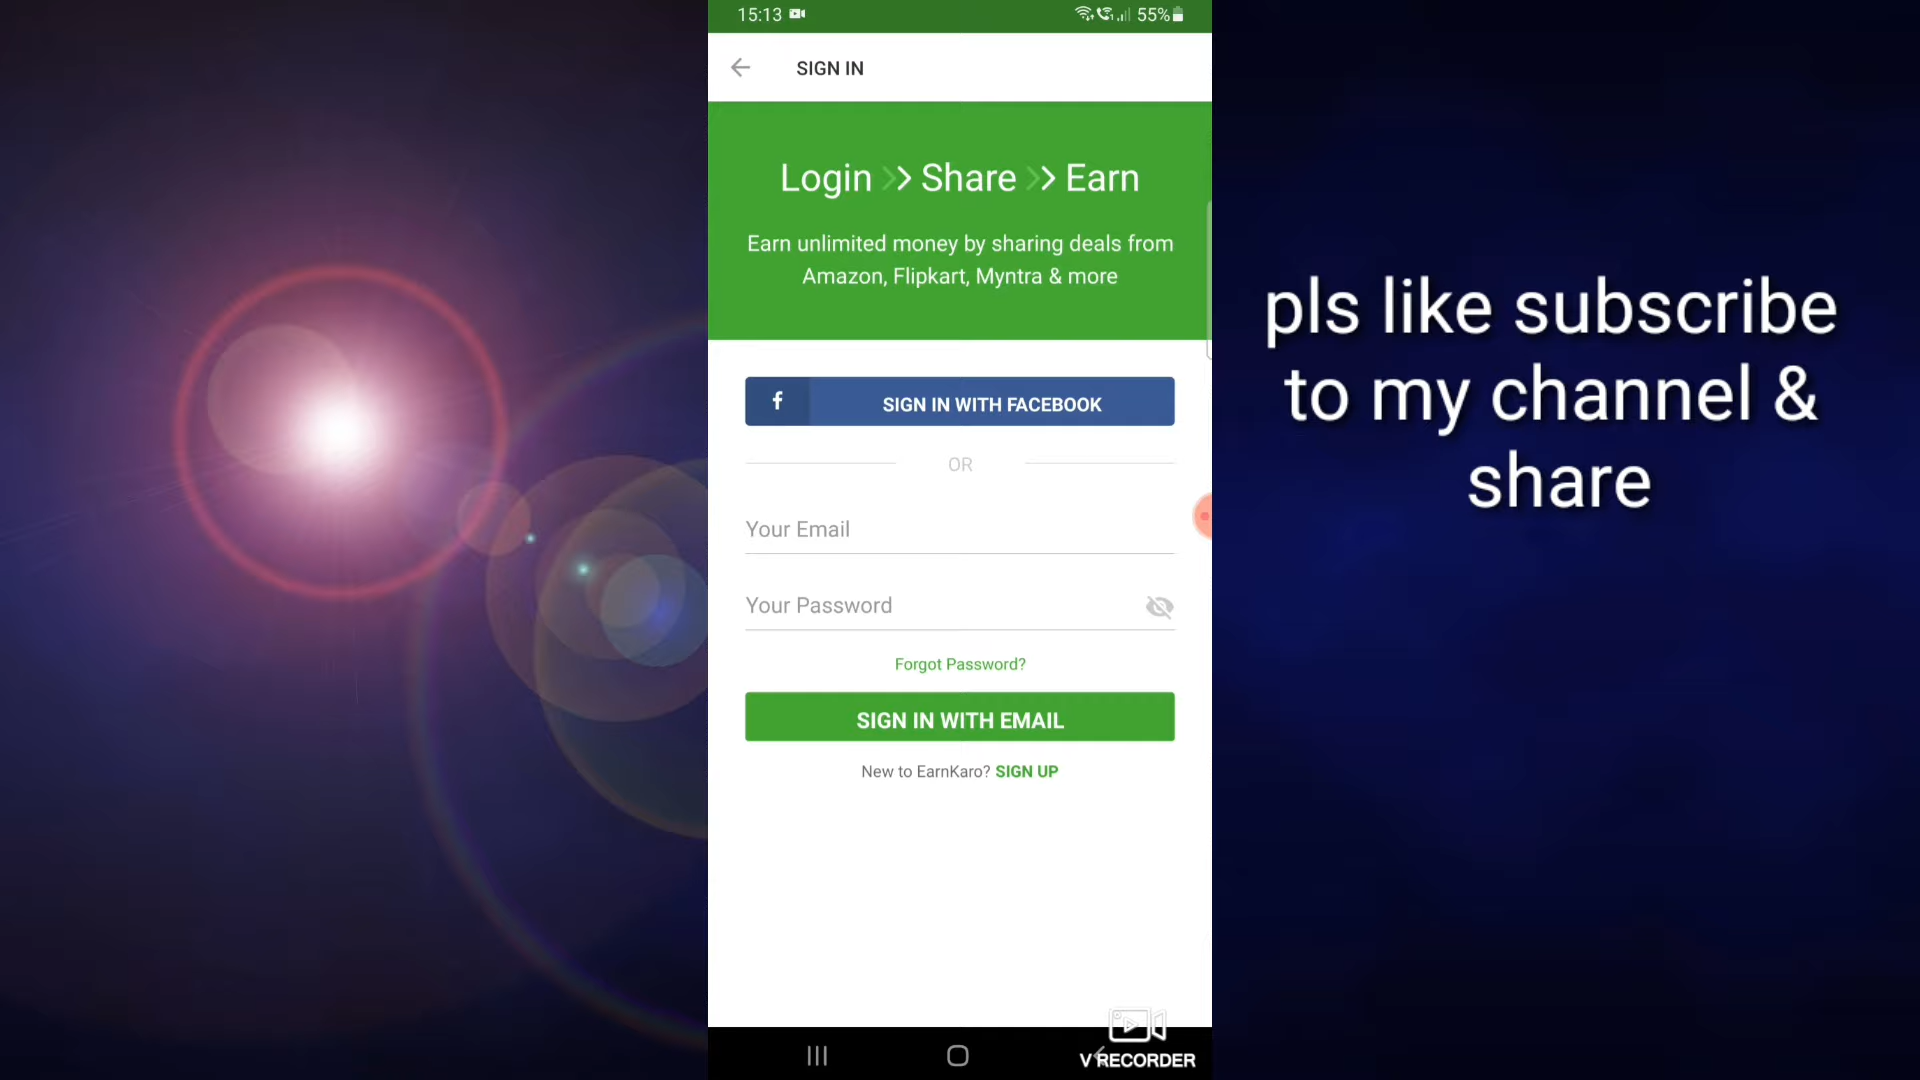 15:13
55%
SIGN IN
Login >> Share >> Earn
Earn unlimited money by sharing deals from
Amazon, Flipkart, Myntra & more
f
SIGN IN WITH FACEBOOK
OR
Your Email
Your Password
Forgot Password?
SIGN IN WITH EMAIL
New to EarnKaro? SIGN UP
V RECORDER
pls like subscribe
to my channel &
share